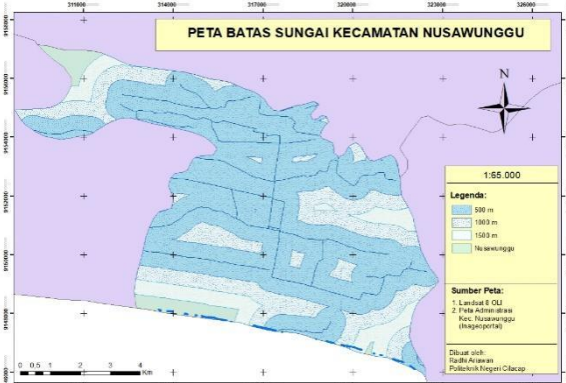 PETA BATAS SUNGAI KECAMATAN NUSAWUNGGU
311000 314000 317000 320000 323000 326000
N
1:65.000
Legenda:
500 m
1000 m
1500 m
Nusawunggu
Sumber Peta:
1. Landsat 8 OLI
2. Peta Administrasi
Kec. Nusawunggu
(Inageoportal)
Dibuat oleh:
Radhi Ariawan
Politeknik Negeri Cilacap
0 0,5 1 2 3 4
Km